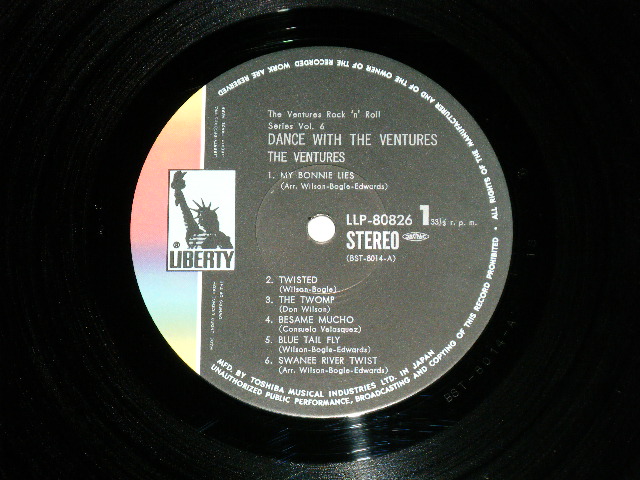 The Ventures Rock 'n' Roll
Series Vol. 6
DANCE WITH THE VENTURES
THE VENTURES
1. MY BONNIE LIES
(Arr. Wilson-Bogle-Edwards)
LLP-80826 1 33⅓ r. p. m.
STEREO
(BST-8014-A)
® LIBERTY
2. TWISTED
(Wilson-Bogle)
3. THE TWOMP
(Don Wilson)
4. BESAME MUCHO
(Consuelo Velasquez)
5. BLUE TAIL FLY
(Wilson-Bogle-Edwards)
6. SWANEE RIVER TWIST
(Arr. Wilson-Bogle-Edwards)
MFD. BY TOSHIBA MUSICAL INDUSTRIES LTD. IN JAPAN
ALL RIGHTS OF THE MANUFACTURER AND OF THE OWNER OF THE RECORDED WORK ARE RESERVED
UNAUTHORIZED PUBLIC PERFORMANCE, BROADCASTING AND COPYING OF THIS RECORD PROHIBITED •
BST-8014-A